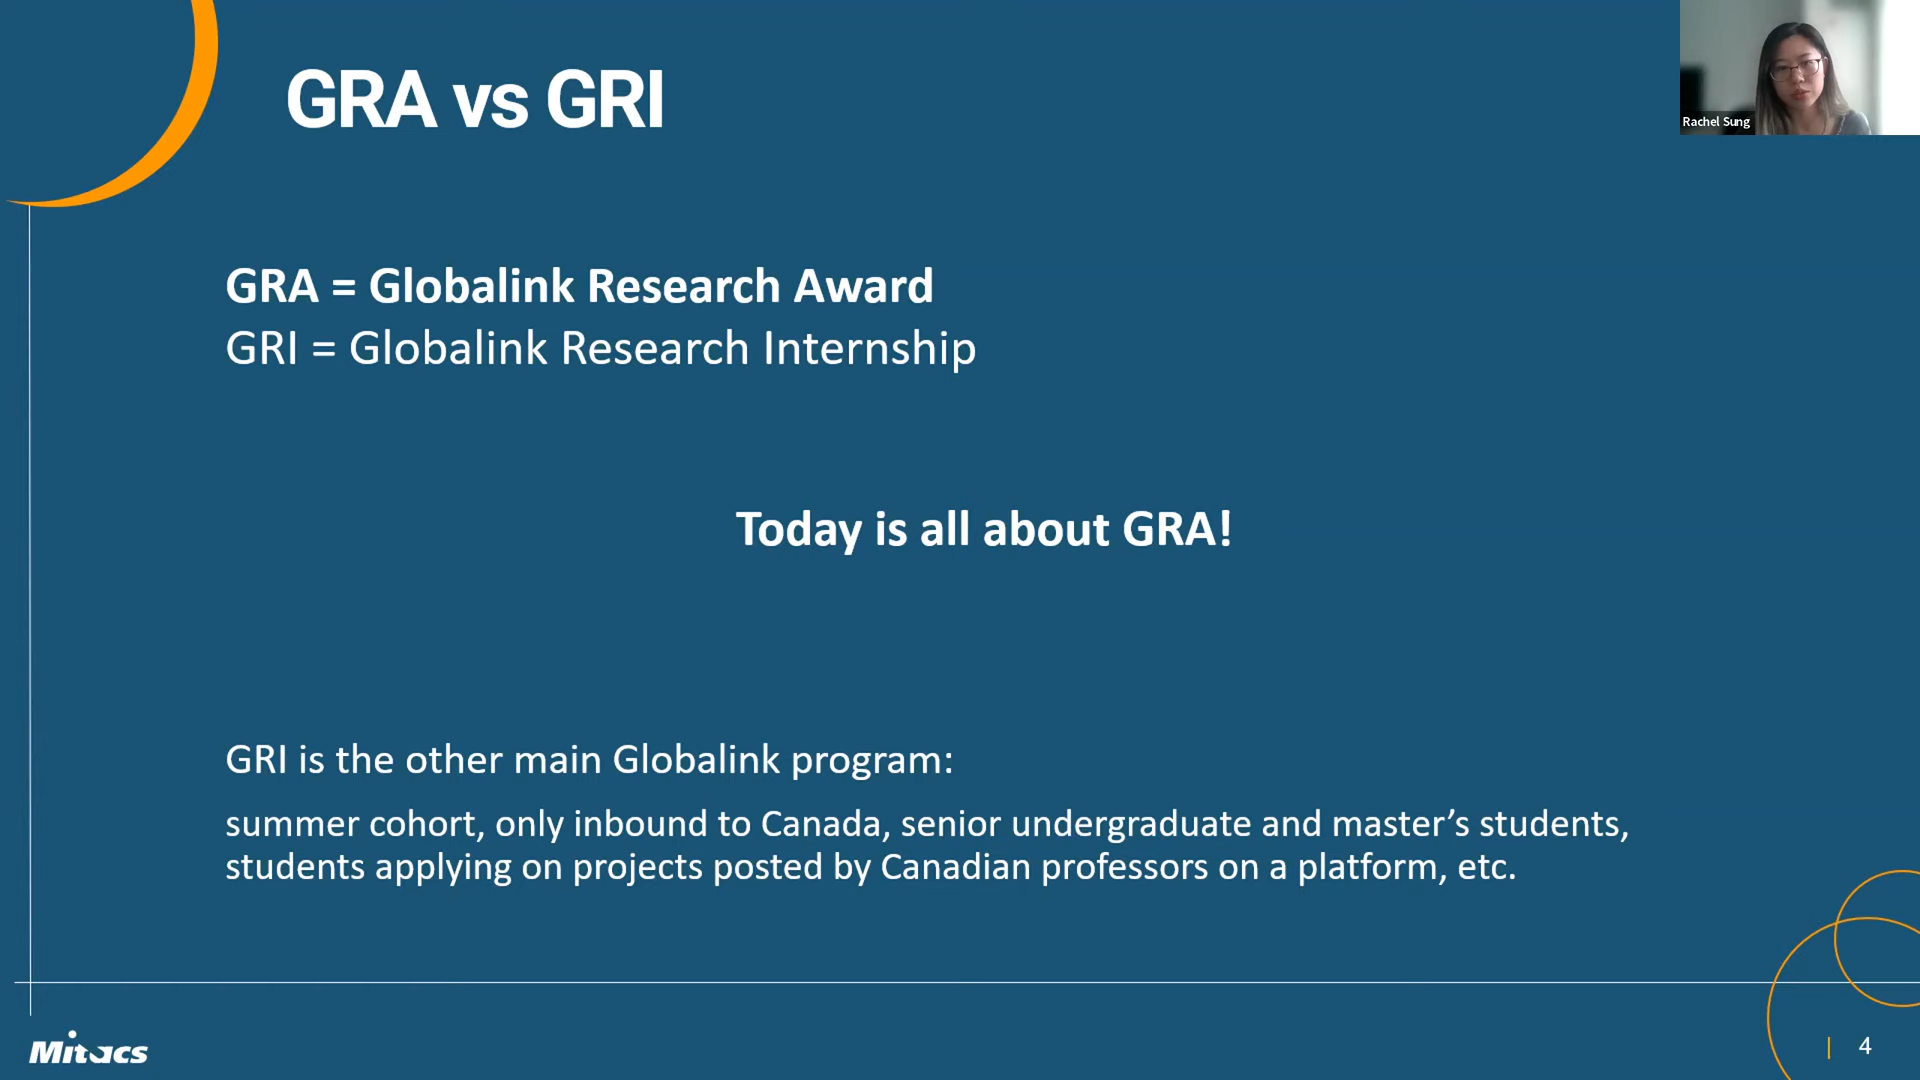 GRA vs GRI
Rachel Sung
GRA = Globalink Research Award
GRI = Globalink Research Internship
Today is all about GRA!
GRI is the other main Globalink program:
summer cohort, only inbound to Canada, senior undergraduate and master’s students,
students applying on projects posted by Canadian professors on a platform, etc.
Mitacs
| 4